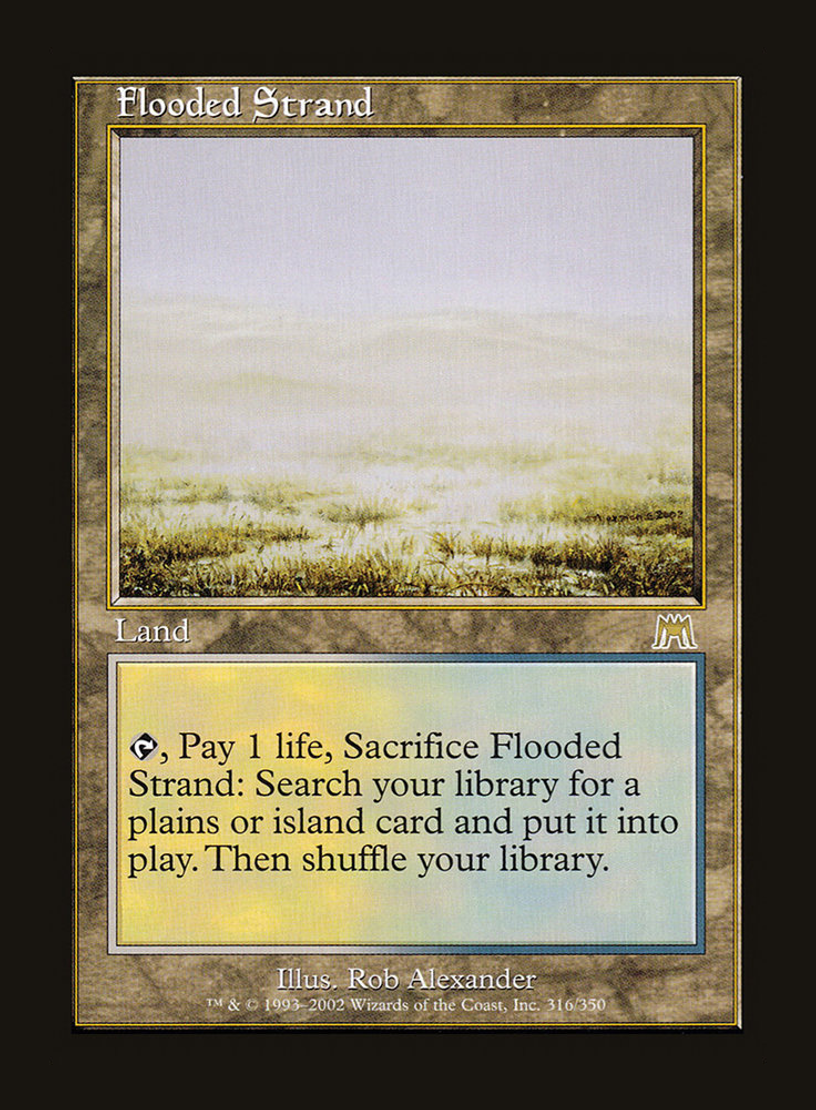 Flooded Strand
Land
, Pay 1 life, Sacrifice Flooded
Strand: Search your library for a
plains or island card and put it into
play. Then shuffle your library.
Illus. Rob Alexander
™ & © 1993–2002 Wizards of the Coast, Inc. 316/350